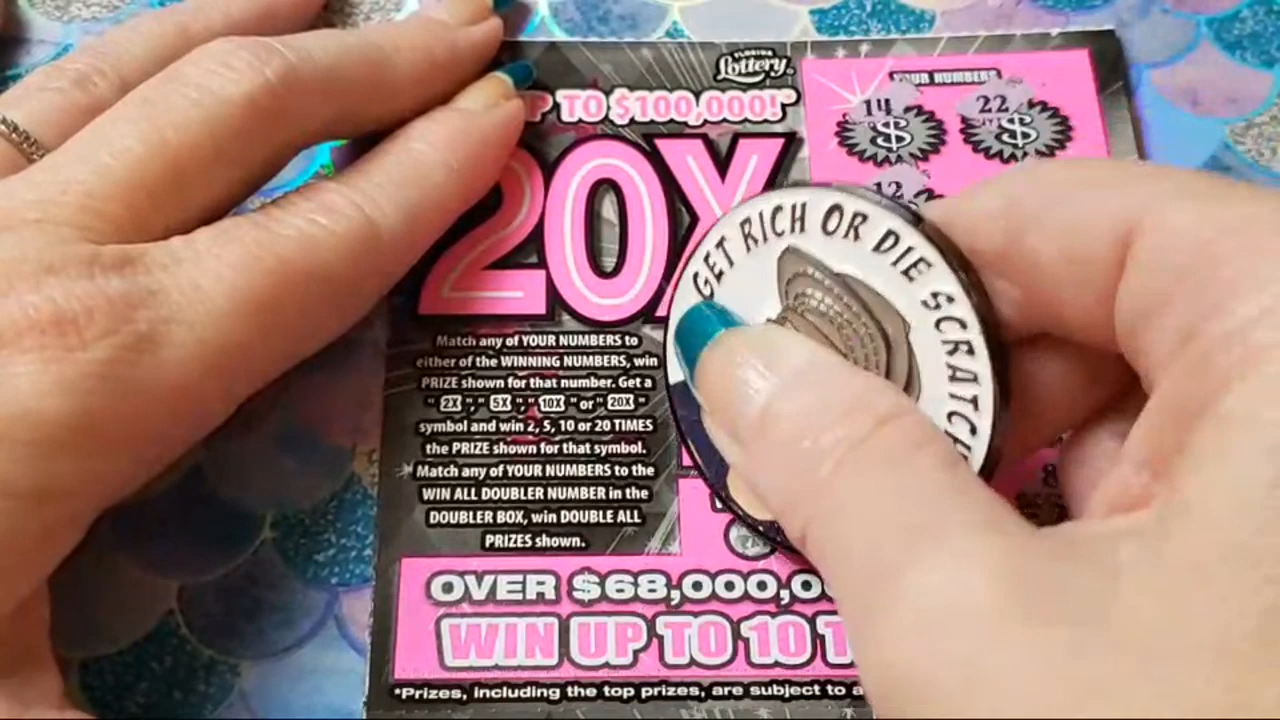 FLORIDA
Lottery
UP TO $100,000!*
20X
YOUR NUMBERS
14
22
$
$
12
GET RICH OR DIE SCRATCH
Match any of YOUR NUMBERS to
either of the WINNING NUMBERS, win
PRIZE shown for that number. Get a
"2X", "5X", "10X" or "20X"
symbol and win 2, 5, 10 or 20 TIMES
the PRIZE shown for that symbol.
Match any of YOUR NUMBERS to the
WIN ALL DOUBLER NUMBER in the
DOUBLER BOX, win DOUBLE ALL
PRIZES shown.
OVER $68,000,0
WIN UP TO 10 T
*Prizes, including the top prizes, are subject to a